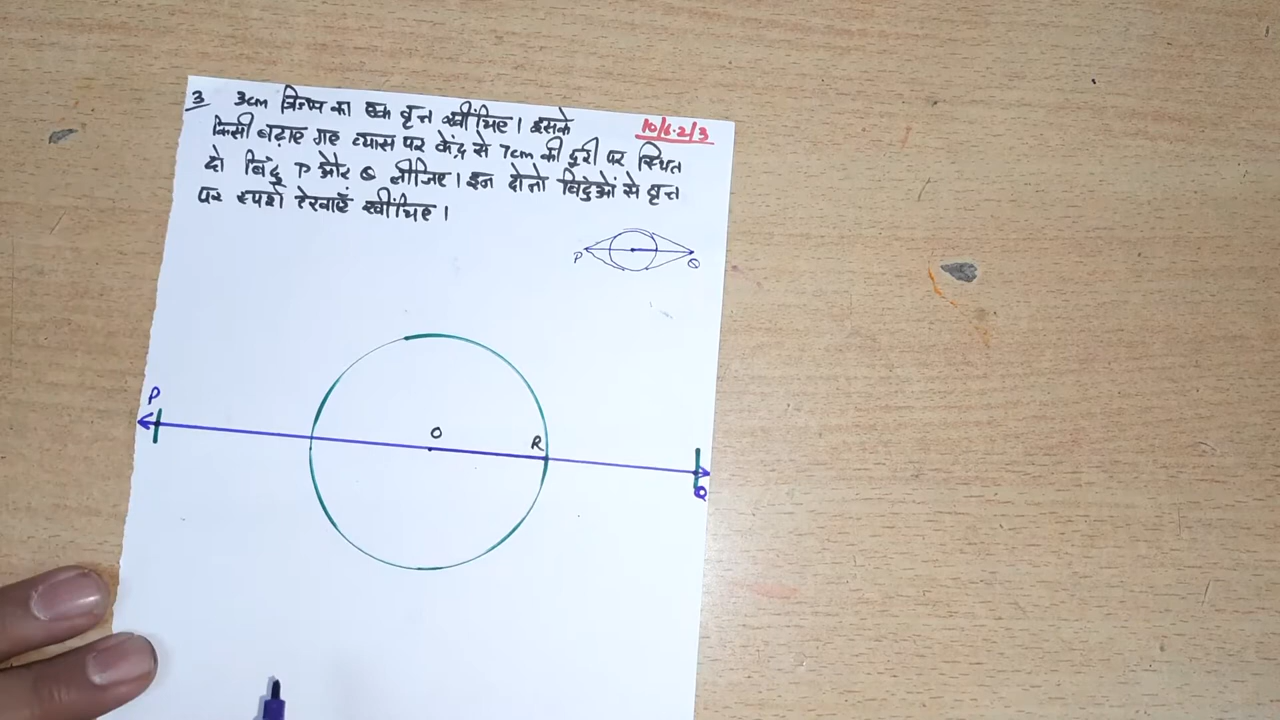 3 3cm त्रिज्या का एक वृत्त खींचिए। इसके
10/6.2/3
किसी बढ़ाए गए व्यास पर केंद्र से 7cm की दूरी पर स्थित
दो बिंदु P और Q लीजिए। इन दोनो बिदुओं से वृत्त
पर स्पर्श रेखाएँ खींचिए।
P Q
P
O R
Q